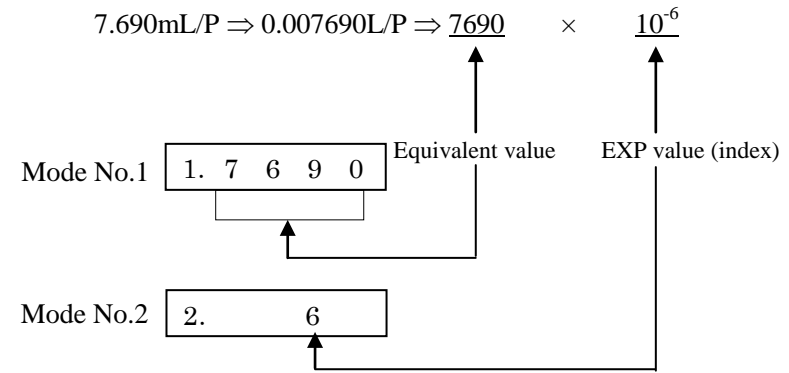 7.690mL/P ⇒ 0.007690L/P ⇒ 7690 × 10⁻⁶
Equivalent value EXP value (index)
Mode No.1 1. 7 6 9 0
Mode No.2 2. 6